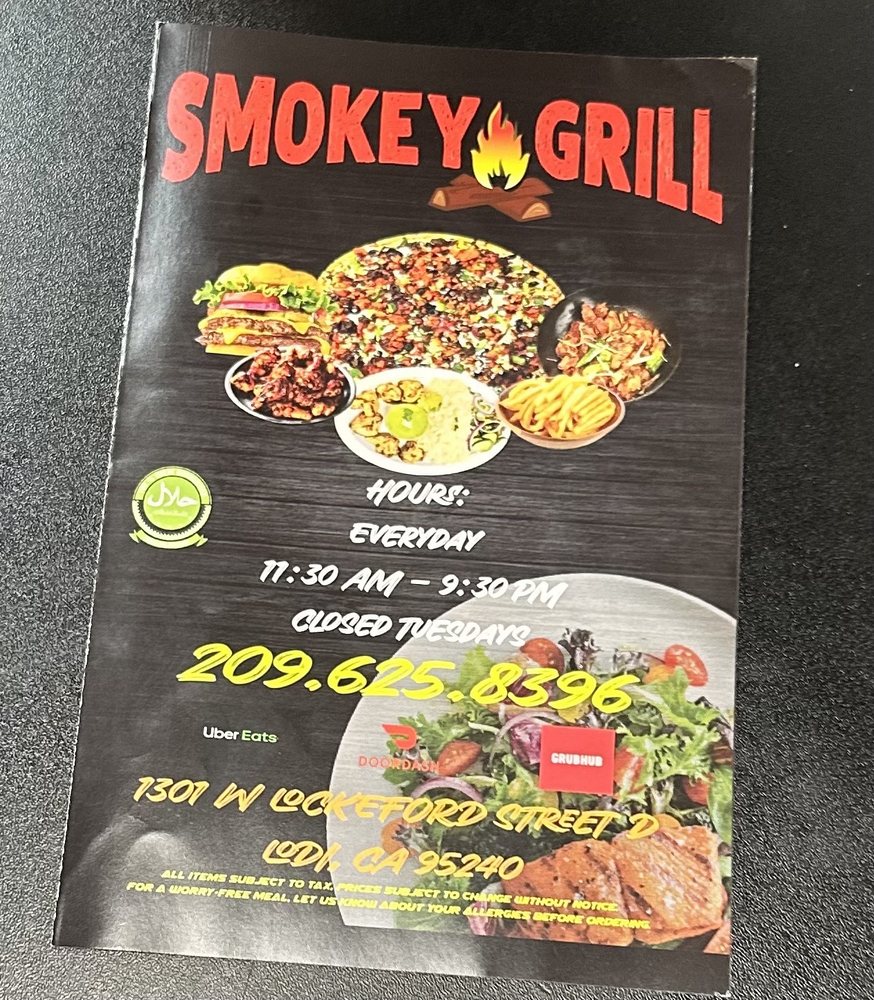 SMOKEY GRILL
حلال
HOURS:
EVERYDAY
11:30 AM – 9:30 PM
CLOSED TUESDAYS
209.625.8396
Uber Eats
DOORDASH
GRUBHUB
1301 W LOCKEFORD STREET D
LODI, CA 95240
ALL ITEMS SUBJECT TO TAX. PRICES SUBJECT TO CHANGE WITHOUT NOTICE.
FOR A WORRY-FREE MEAL, LET US KNOW ABOUT YOUR ALLERGIES BEFORE ORDERING.